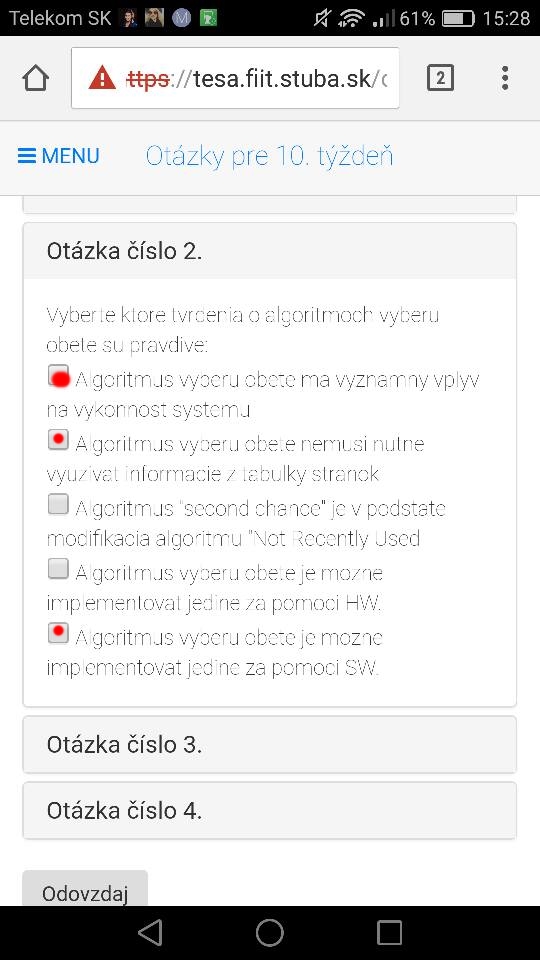 Telekom SK 61% 15:28
ttps://tesa.fiit.stuba.sk/c
2
MENU Otázky pre 10. týždeň
Otázka číslo 2.
Vyberte ktore tvrdenia o algoritmoch vyberu
obete su pravdive:
Algoritmus vyberu obete ma vyznamny vplyv
na vykonnost systemu
Algoritmus vyberu obete nemusi nutne
vyuzivat informacie z tabulky stranok
Algoritmus "second chance" je v podstate
modifikacia algoritmu "Not Recently Used
Algoritmus vyberu obete je mozne
implementovat jedine za pomoci HW.
Algoritmus vyberu obete je mozne
implementovat jedine za pomoci SW.
Otázka číslo 3.
Otázka číslo 4.
Odovzdaj